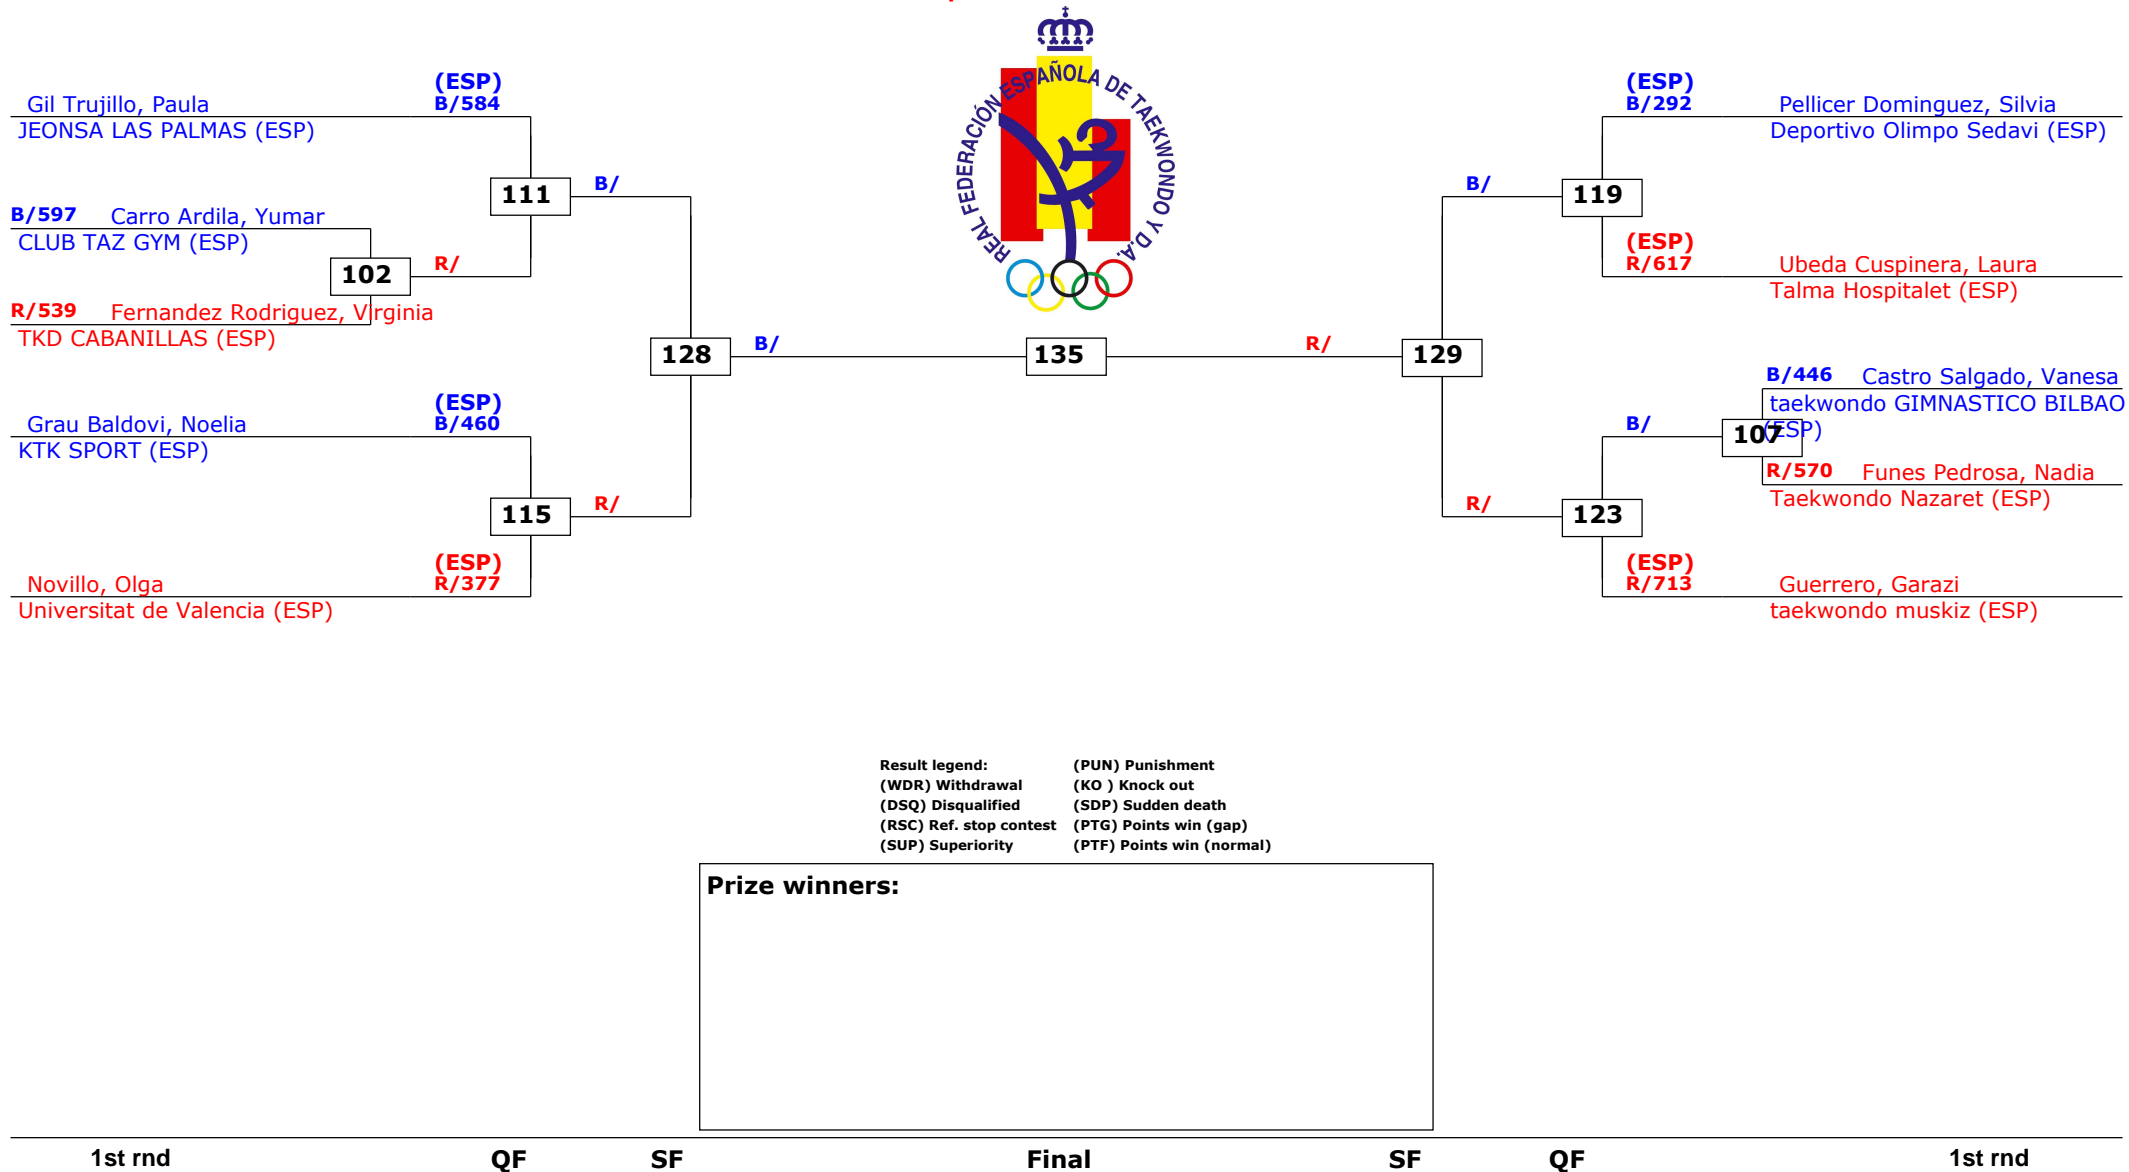 REAL FEDERACIÓN ESPAÑOLA DE TAEKWONDO Y D.A.
(ESP)
Gil Trujillo, Paula B/584
JEONSA LAS PALMAS (ESP)
111
B/
B/597 Carro Ardila, Yumar
CLUB TAZ GYM (ESP)
102
R/
R/539 Fernandez Rodriguez, Virginia
TKD CABANILLAS (ESP)
128
B/
(ESP)
Grau Baldovi, Noelia B/460
KTK SPORT (ESP)
115
R/
(ESP)
Novillo, Olga R/377
Universitat de Valencia (ESP)
135
(ESP)
B/292 Pellicer Dominguez, Silvia
Deportivo Olimpo Sedavi (ESP)
B/
119
(ESP)
R/617 Ubeda Cuspinera, Laura
Talma Hospitalet (ESP)
R/
129
B/446 Castro Salgado, Vanesa
taekwondo GIMNASTICO BILBAO
(ESP)
B/
107
R/570 Funes Pedrosa, Nadia
Taekwondo Nazaret (ESP)
R/
123
(ESP)
R/713 Guerrero, Garazi
taekwondo muskiz (ESP)
Result legend: (PUN) Punishment
(WDR) Withdrawal (KO ) Knock out
(DSQ) Disqualified (SDP) Sudden death
(RSC) Ref. stop contest (PTG) Points win (gap)
(SUP) Superiority (PTF) Points win (normal)
Prize winners:
1st rnd QF SF Final SF QF 1st rnd